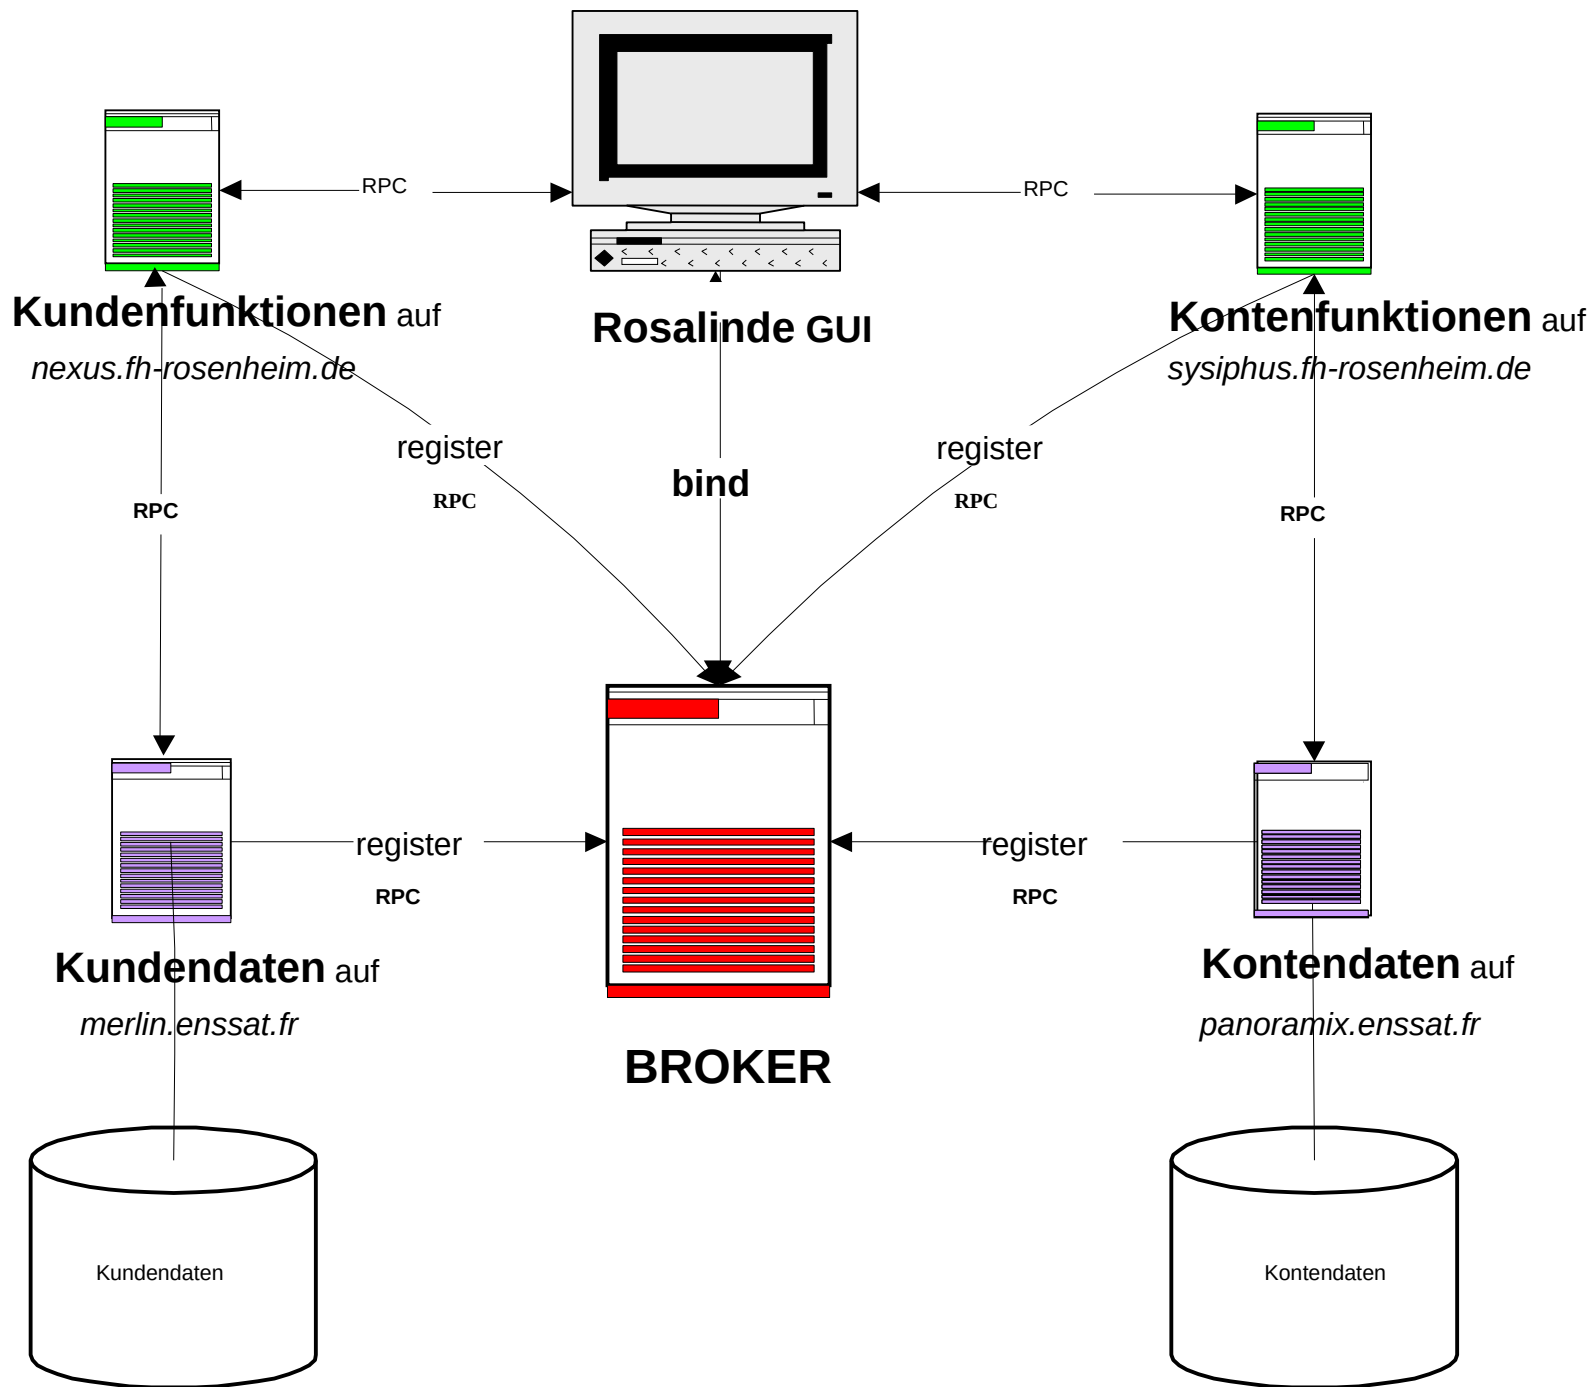 RPC
RPC
Kundenfunktionen auf
nexus.fh-rosenheim.de
Rosalinde GUI
Kontenfunktionen auf
sysiphus.fh-rosenheim.de
register
RPC
bind
register
RPC
RPC
RPC
register
RPC
register
RPC
Kundendaten auf
merlin.enssat.fr
Kontendaten auf
panoramix.enssat.fr
BROKER
Kundendaten
Kontendaten